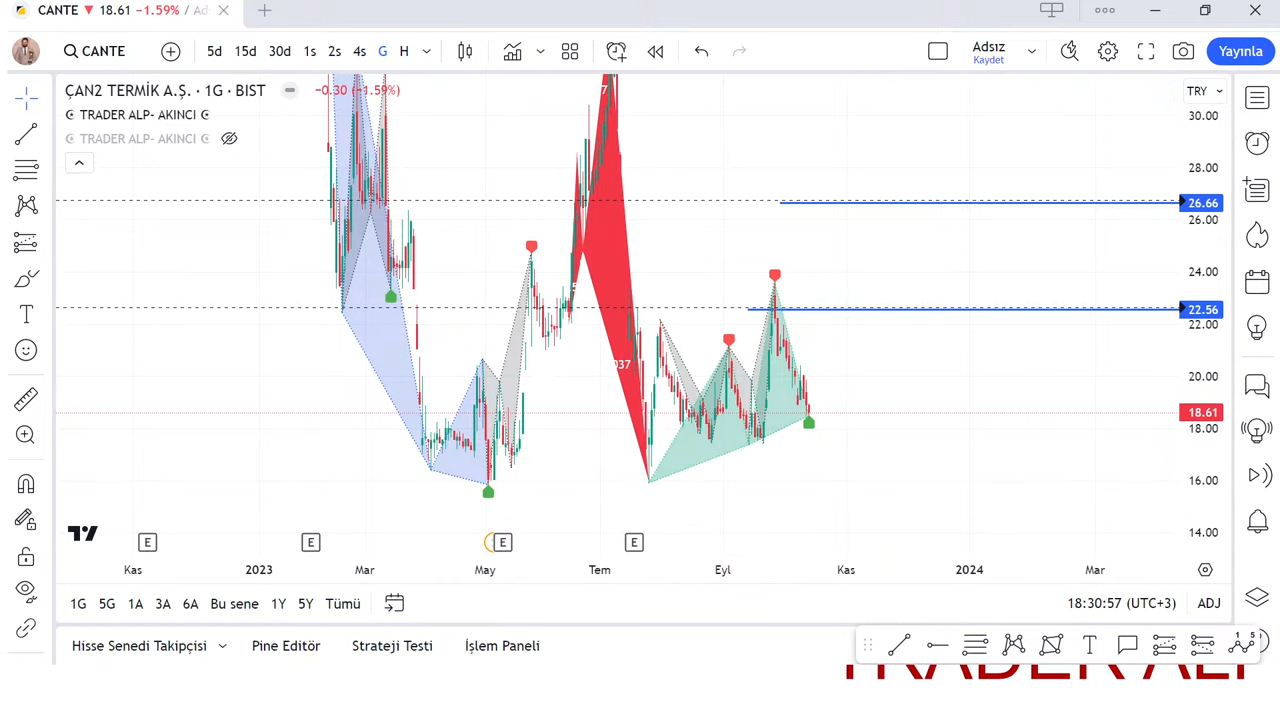 CANTE ▼ 18.61 −1.59% / Ad
CANTE 5d 15d 30d 1s 2s 4s G H Adsız Kaydet Yayınla
ÇAN2 TERMİK A.Ş. · 1G · BIST −0.30 (−1.59%) TRY
TRADER ALP- AKINCI
TRADER ALP- AKINCI
7
30.00
28.00
26.66
26.00
24.00
22.56
22.00
037
20.00
18.61
18.00
16.00
14.00
E E E E
Kas 2023 Mar May Tem Eyl Kas 2024 Mar
1G 5G 1A 3A 6A Bu sene 1Y 5Y Tümü 18:30:57 (UTC+3) ADJ
Hisse Senedi Takipçisi Pine Editör Strateji Testi İşlem Paneli
TRADER ALP